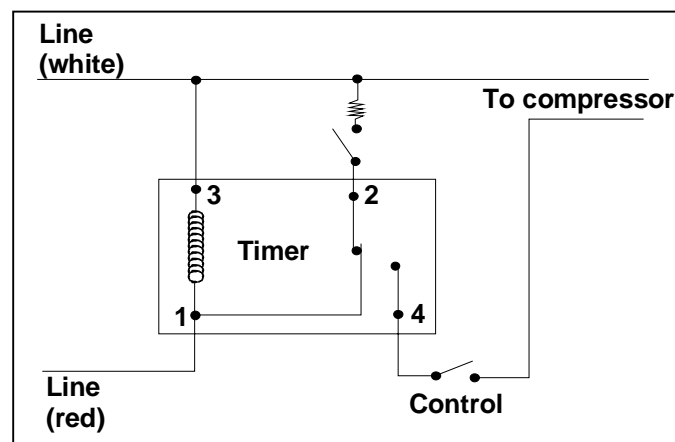 Line
(white)
To compressor
3
2
Timer
1
4
Line
(red)
Control